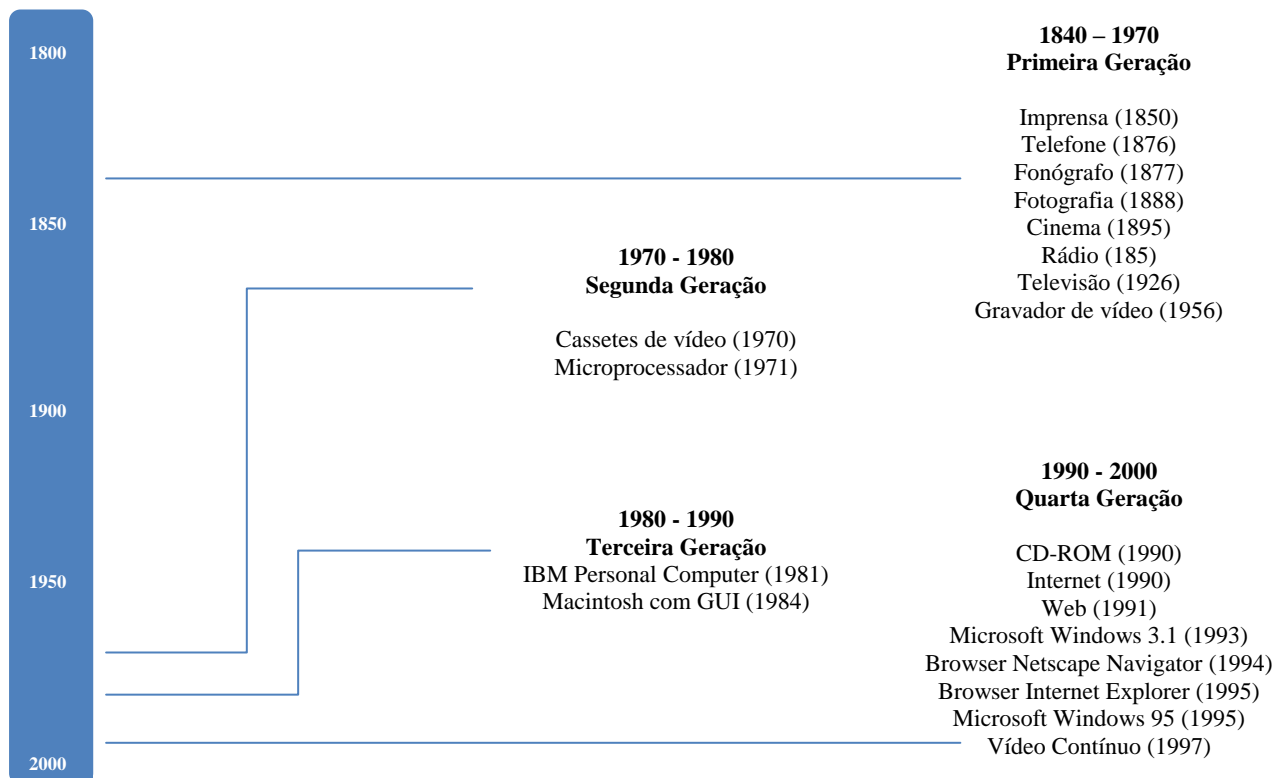 1800
1850
1900
1950
2000
1840 – 1970
Primeira Geração
Imprensa (1850)
Telefone (1876)
Fonógrafo (1877)
Fotografia (1888)
Cinema (1895)
Rádio (185)
Televisão (1926)
Gravador de vídeo (1956)
1970 - 1980
Segunda Geração
Cassetes de vídeo (1970)
Microprocessador (1971)
1980 - 1990
Terceira Geração
IBM Personal Computer (1981)
Macintosh com GUI (1984)
1990 - 2000
Quarta Geração
CD-ROM (1990)
Internet (1990)
Web (1991)
Microsoft Windows 3.1 (1993)
Browser Netscape Navigator (1994)
Browser Internet Explorer (1995)
Microsoft Windows 95 (1995)
Vídeo Contínuo (1997)